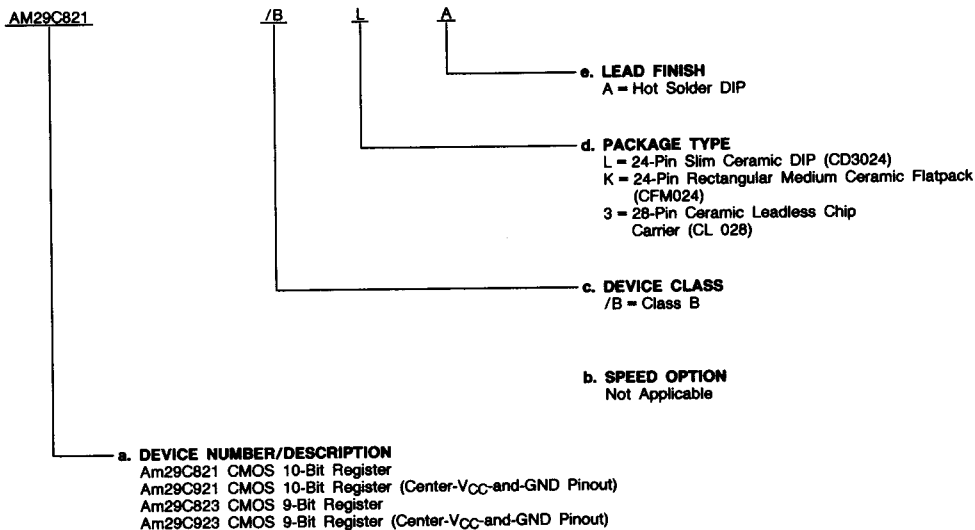 AM29C821 /B L A
e. LEAD FINISH
A = Hot Solder DIP
d. PACKAGE TYPE
L = 24-Pin Slim Ceramic DIP (CD3024)
K = 24-Pin Rectangular Medium Ceramic Flatpack
(CFM024)
3 = 28-Pin Ceramic Leadless Chip
Carrier (CL 028)
c. DEVICE CLASS
/B = Class B
b. SPEED OPTION
Not Applicable
a. DEVICE NUMBER/DESCRIPTION
Am29C821 CMOS 10-Bit Register
Am29C921 CMOS 10-Bit Register (Center-VCC-and-GND Pinout)
Am29C823 CMOS 9-Bit Register
Am29C923 CMOS 9-Bit Register (Center-VCC-and-GND Pinout)